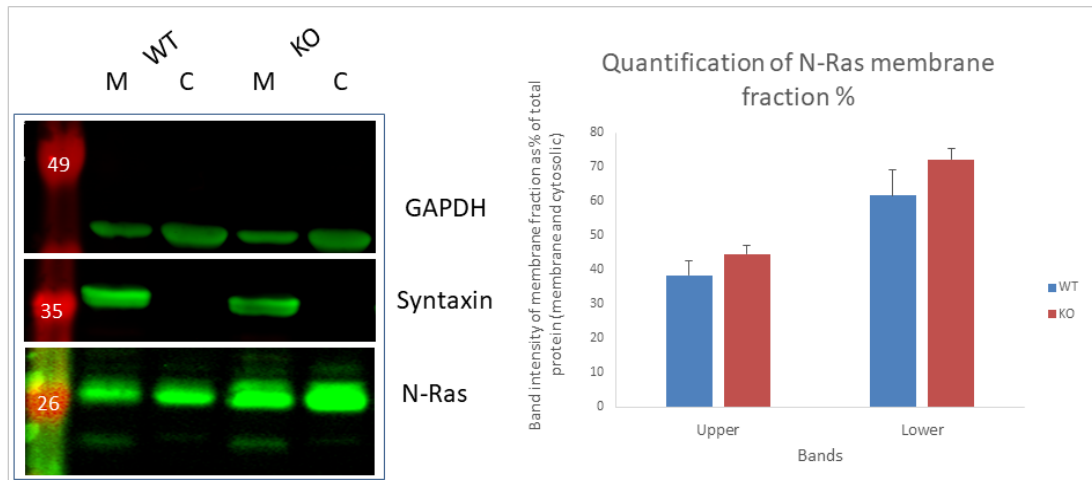 WT
KO
M
C
M
C
49
GAPDH
35
Syntaxin
26
N-Ras
Quantification of N-Ras membrane
fraction %
Band intensity of membrane fraction as% of total
protein (membrane and cytosolic)
80
70
60
50
40
30
20
10
0
Upper
Lower
Bands
WT
KO